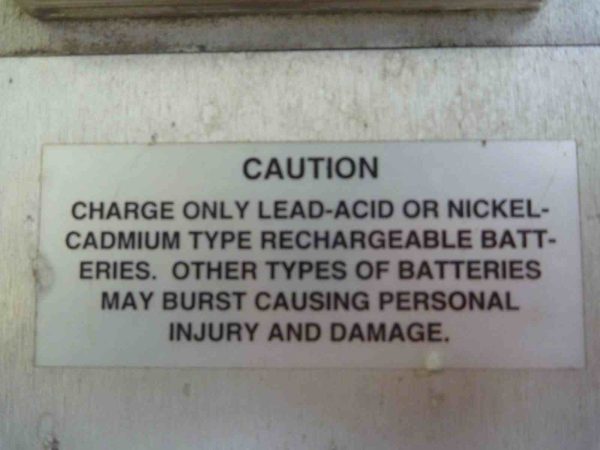 CAUTION
CHARGE ONLY LEAD-ACID OR NICKEL-
CADMIUM TYPE RECHARGEABLE BATT-
ERIES. OTHER TYPES OF BATTERIES
MAY BURST CAUSING PERSONAL
INJURY AND DAMAGE.